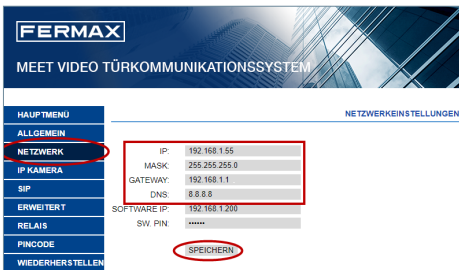 FERMAX
MEET VIDEO TÜRKOMMUNIKATIONSSYSTEM
HAUPTMENÜ
NETZWERKEINSTELLUNGEN
ALLGEMEIN
NETZWERK
IP KAMERA
SIP
ERWEITERT
RELAIS
PINCODE
WIEDERHERSTELLEN
IP: 192.168.1.55
MASK: 255.255.255.0
GATEWAY: 192.168.1.1
DNS: 8.8.8.8
SOFTWARE IP: 192.168.1.200
SW. PIN: ••••••
SPEICHERN